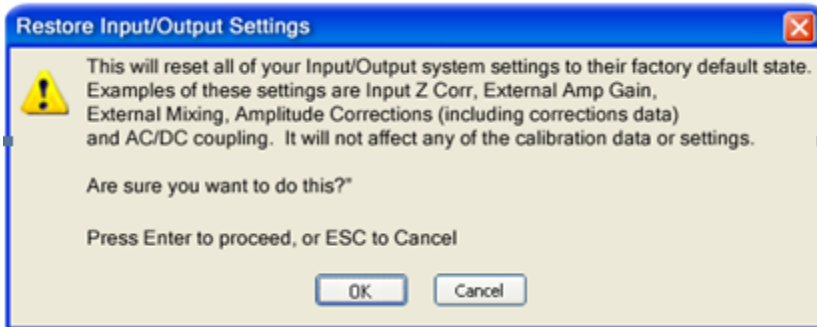 Restore Input/Output Settings
This will reset all of your Input/Output system settings to their factory default state.
Examples of these settings are Input Z Corr, External Amp Gain,
External Mixing, Amplitude Corrections (including corrections data)
and AC/DC coupling. It will not affect any of the calibration data or settings.
Are sure you want to do this?"
Press Enter to proceed, or ESC to Cancel
OK Cancel